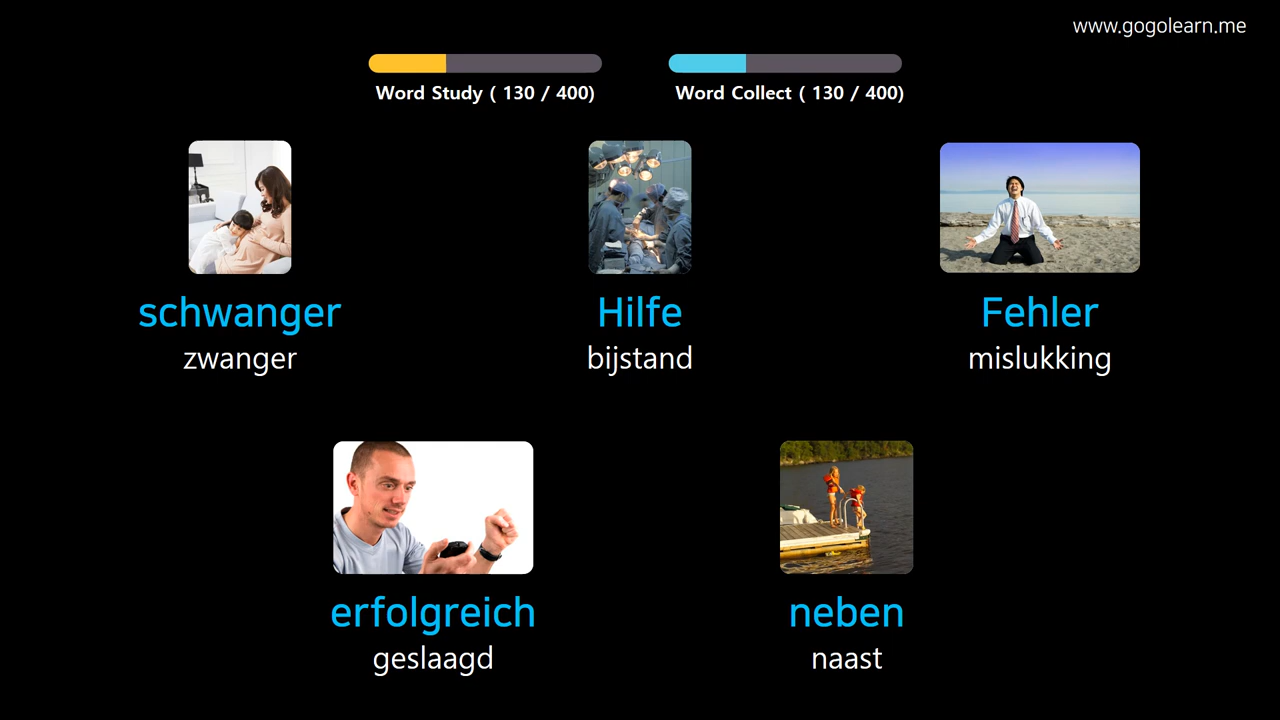 www.gogolearn.me
Word Study ( 130 / 400)
Word Collect ( 130 / 400)
schwanger
zwanger
Hilfe
bijstand
Fehler
mislukking
erfolgreich
geslaagd
neben
naast